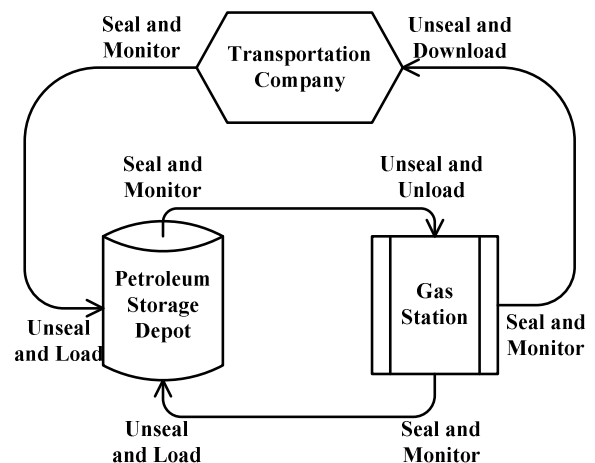 Seal and
Monitor
Transportation
Company
Unseal and
Download
Seal and
Monitor
Unseal and
Unload
Petroleum
Storage
Depot
Gas
Station
Unseal
and Load
Seal and
Monitor
Unseal
and Load
Seal and
Monitor